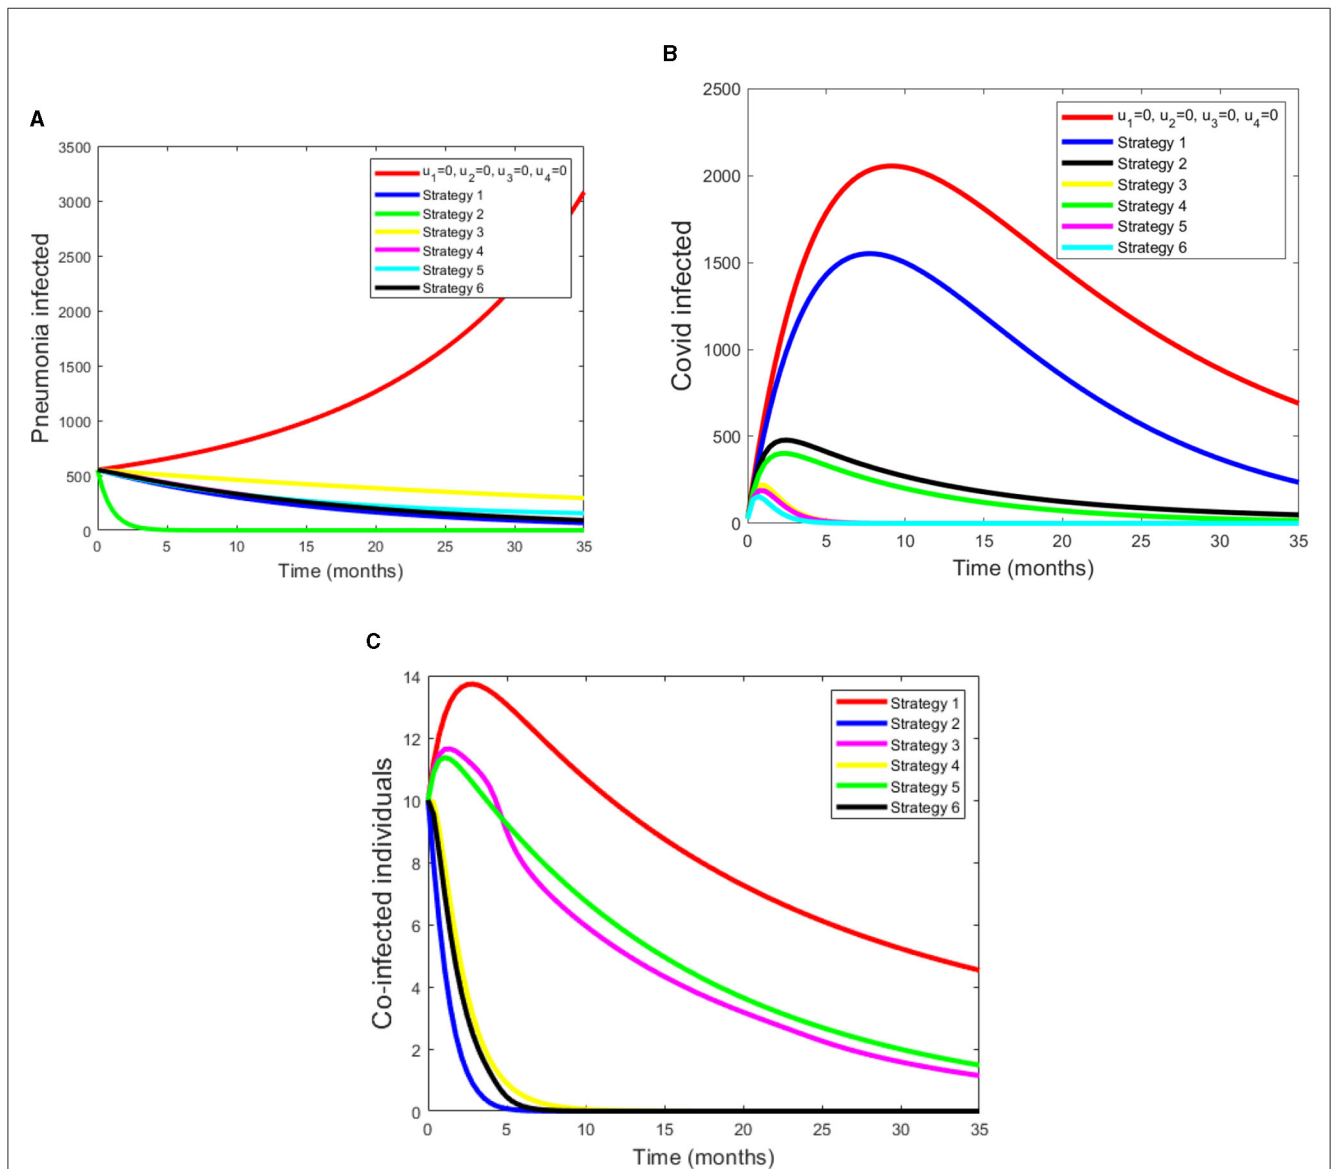 A
3500
3000
2500
2000
1500
1000
500
0
Pneumonia infected
u1=0, u2=0, u3=0, u4=0
Strategy 1
Strategy 2
Strategy 3
Strategy 4
Strategy 5
Strategy 6
0 5 10 15 20 25 30 35
Time (months)
B
2500
2000
1500
1000
500
0
Covid infected
u1=0, u2=0, u3=0, u4=0
Strategy 1
Strategy 2
Strategy 3
Strategy 4
Strategy 5
Strategy 6
0 5 10 15 20 25 30 35
Time (months)
C
14
12
10
8
6
4
2
0
Co-infected individuals
Strategy 1
Strategy 2
Strategy 3
Strategy 4
Strategy 5
Strategy 6
0 5 10 15 20 25 30 35
Time (months)